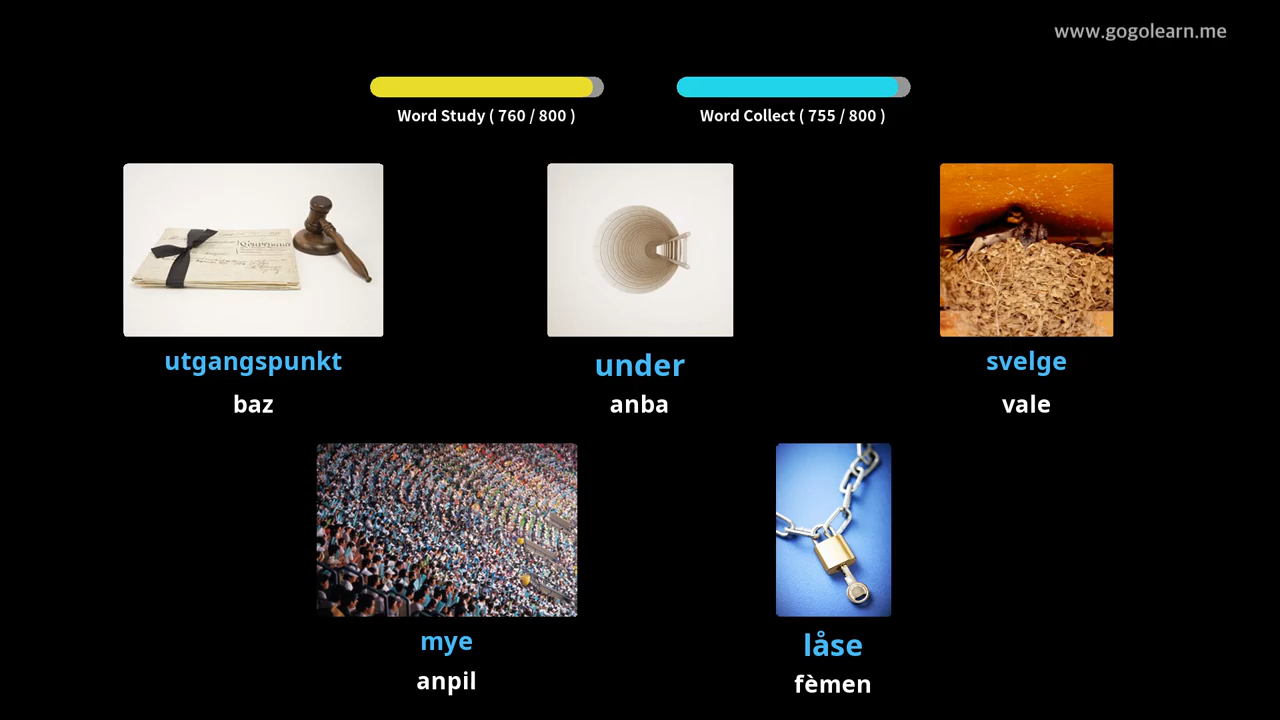 www.gogolearn.me
Word Study ( 760 / 800 )
Word Collect ( 755 / 800 )
utgangspunkt
under
svelge
baz
anba
vale
mye
låse
anpil
fèmen